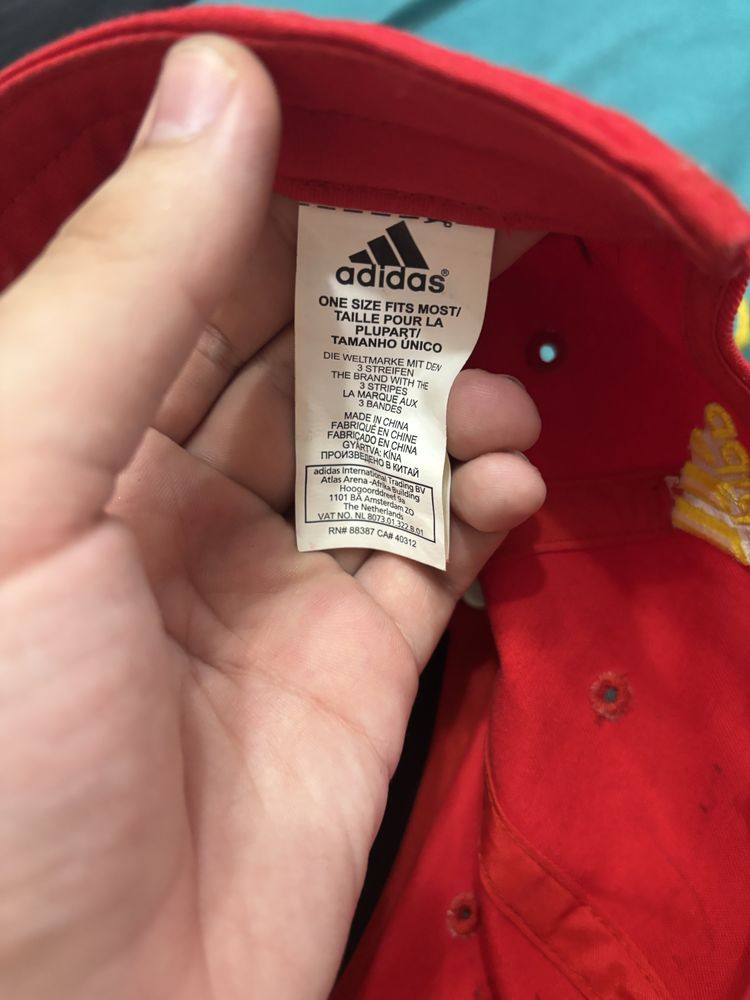 adidas®
ONE SIZE FITS MOST/
TAILLE POUR LA
PLUPART/
TAMANHO ÚNICO
DIE WELTMARKE MIT DEN
3 STREIFEN
THE BRAND WITH THE
3 STRIPES
LA MARQUE AUX
3 BANDES
MADE IN CHINA
FABRIQUÉ EN CHINE
FABRICADO EN CHINA
GYÁRTVA: KÍNA
ПРОИЗВЕДЕНО В КИТАЙ
adidas International Trading BV
Atlas Arena -Afrika Building
Hoogoorddreef 9a
1101 BA Amsterdam ZO
The Netherlands
VAT NO. NL 8073.01.322.B.01
RN# 88387 CA# 40312